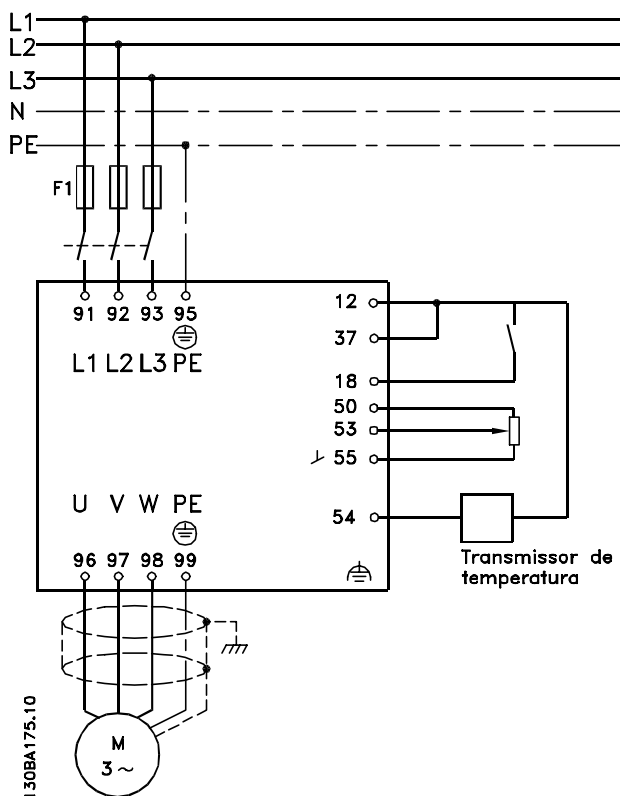 L1
L2
L3
N
PE
F1
91 92 93 95
L1 L2 L3 PE
12
37
18
50
53
55
54
U V W PE
96 97 98 99
Transmissor de
temperatura
M
3 ~
130BA175.10